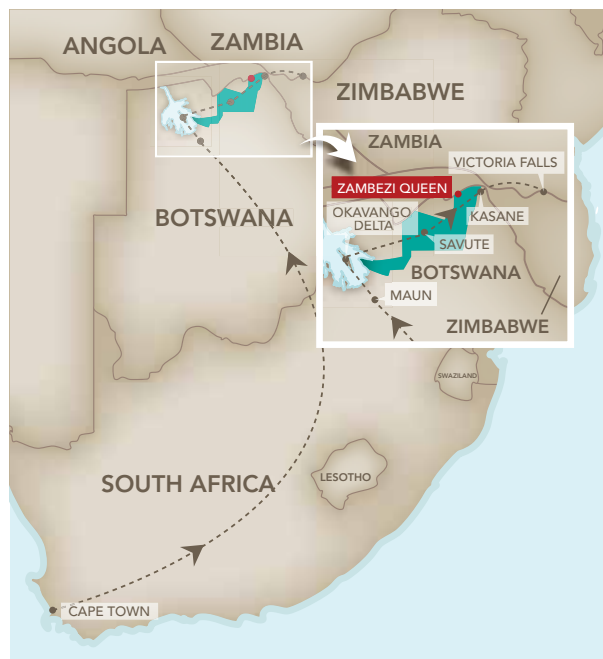 ANGOLA
ZAMBIA
ZIMBABWE
ZAMBIA
VICTORIA FALLS
ZAMBEZI QUEEN
OKAVANGO
DELTA
KASANE
SAVUTE
BOTSWANA
BOTSWANA
MAUN
ZIMBABWE
SWAZILAND
SOUTH AFRICA
LESOTHO
CAPE TOWN